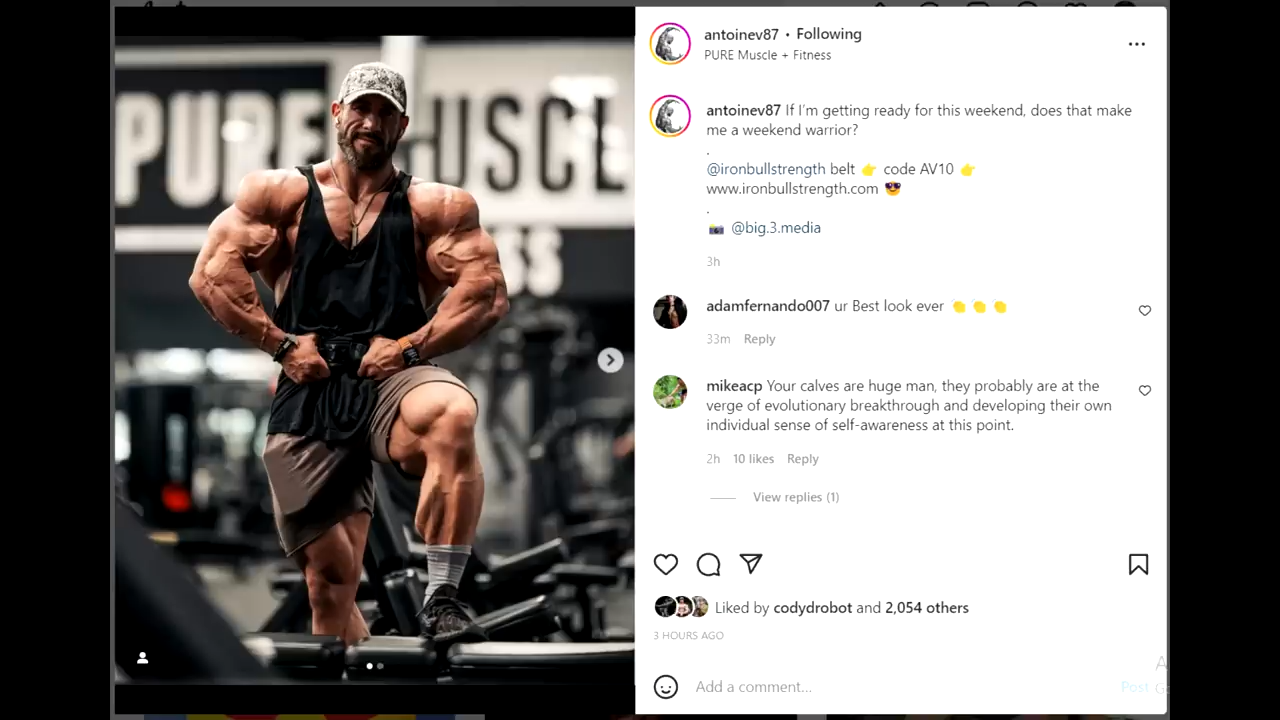 PURE MUSCLE
SS
antoinev87 • Following
PURE Muscle + Fitness
antoinev87 If I'm getting ready for this weekend, does that make
me a weekend warrior?
.
@ironbullstrength belt 👉 code AV10 👉
www.ironbullstrength.com 😎
.
📸 @big.3.media
3h
adamfernando007 ur Best look ever 👏👏👏
33m Reply
mikeacp Your calves are huge man, they probably are at the
verge of evolutionary breakthrough and developing their own
individual sense of self-awareness at this point.
2h 10 likes Reply
View replies (1)
Liked by codydrobot and 2,054 others
3 HOURS AGO
Add a comment...
Post